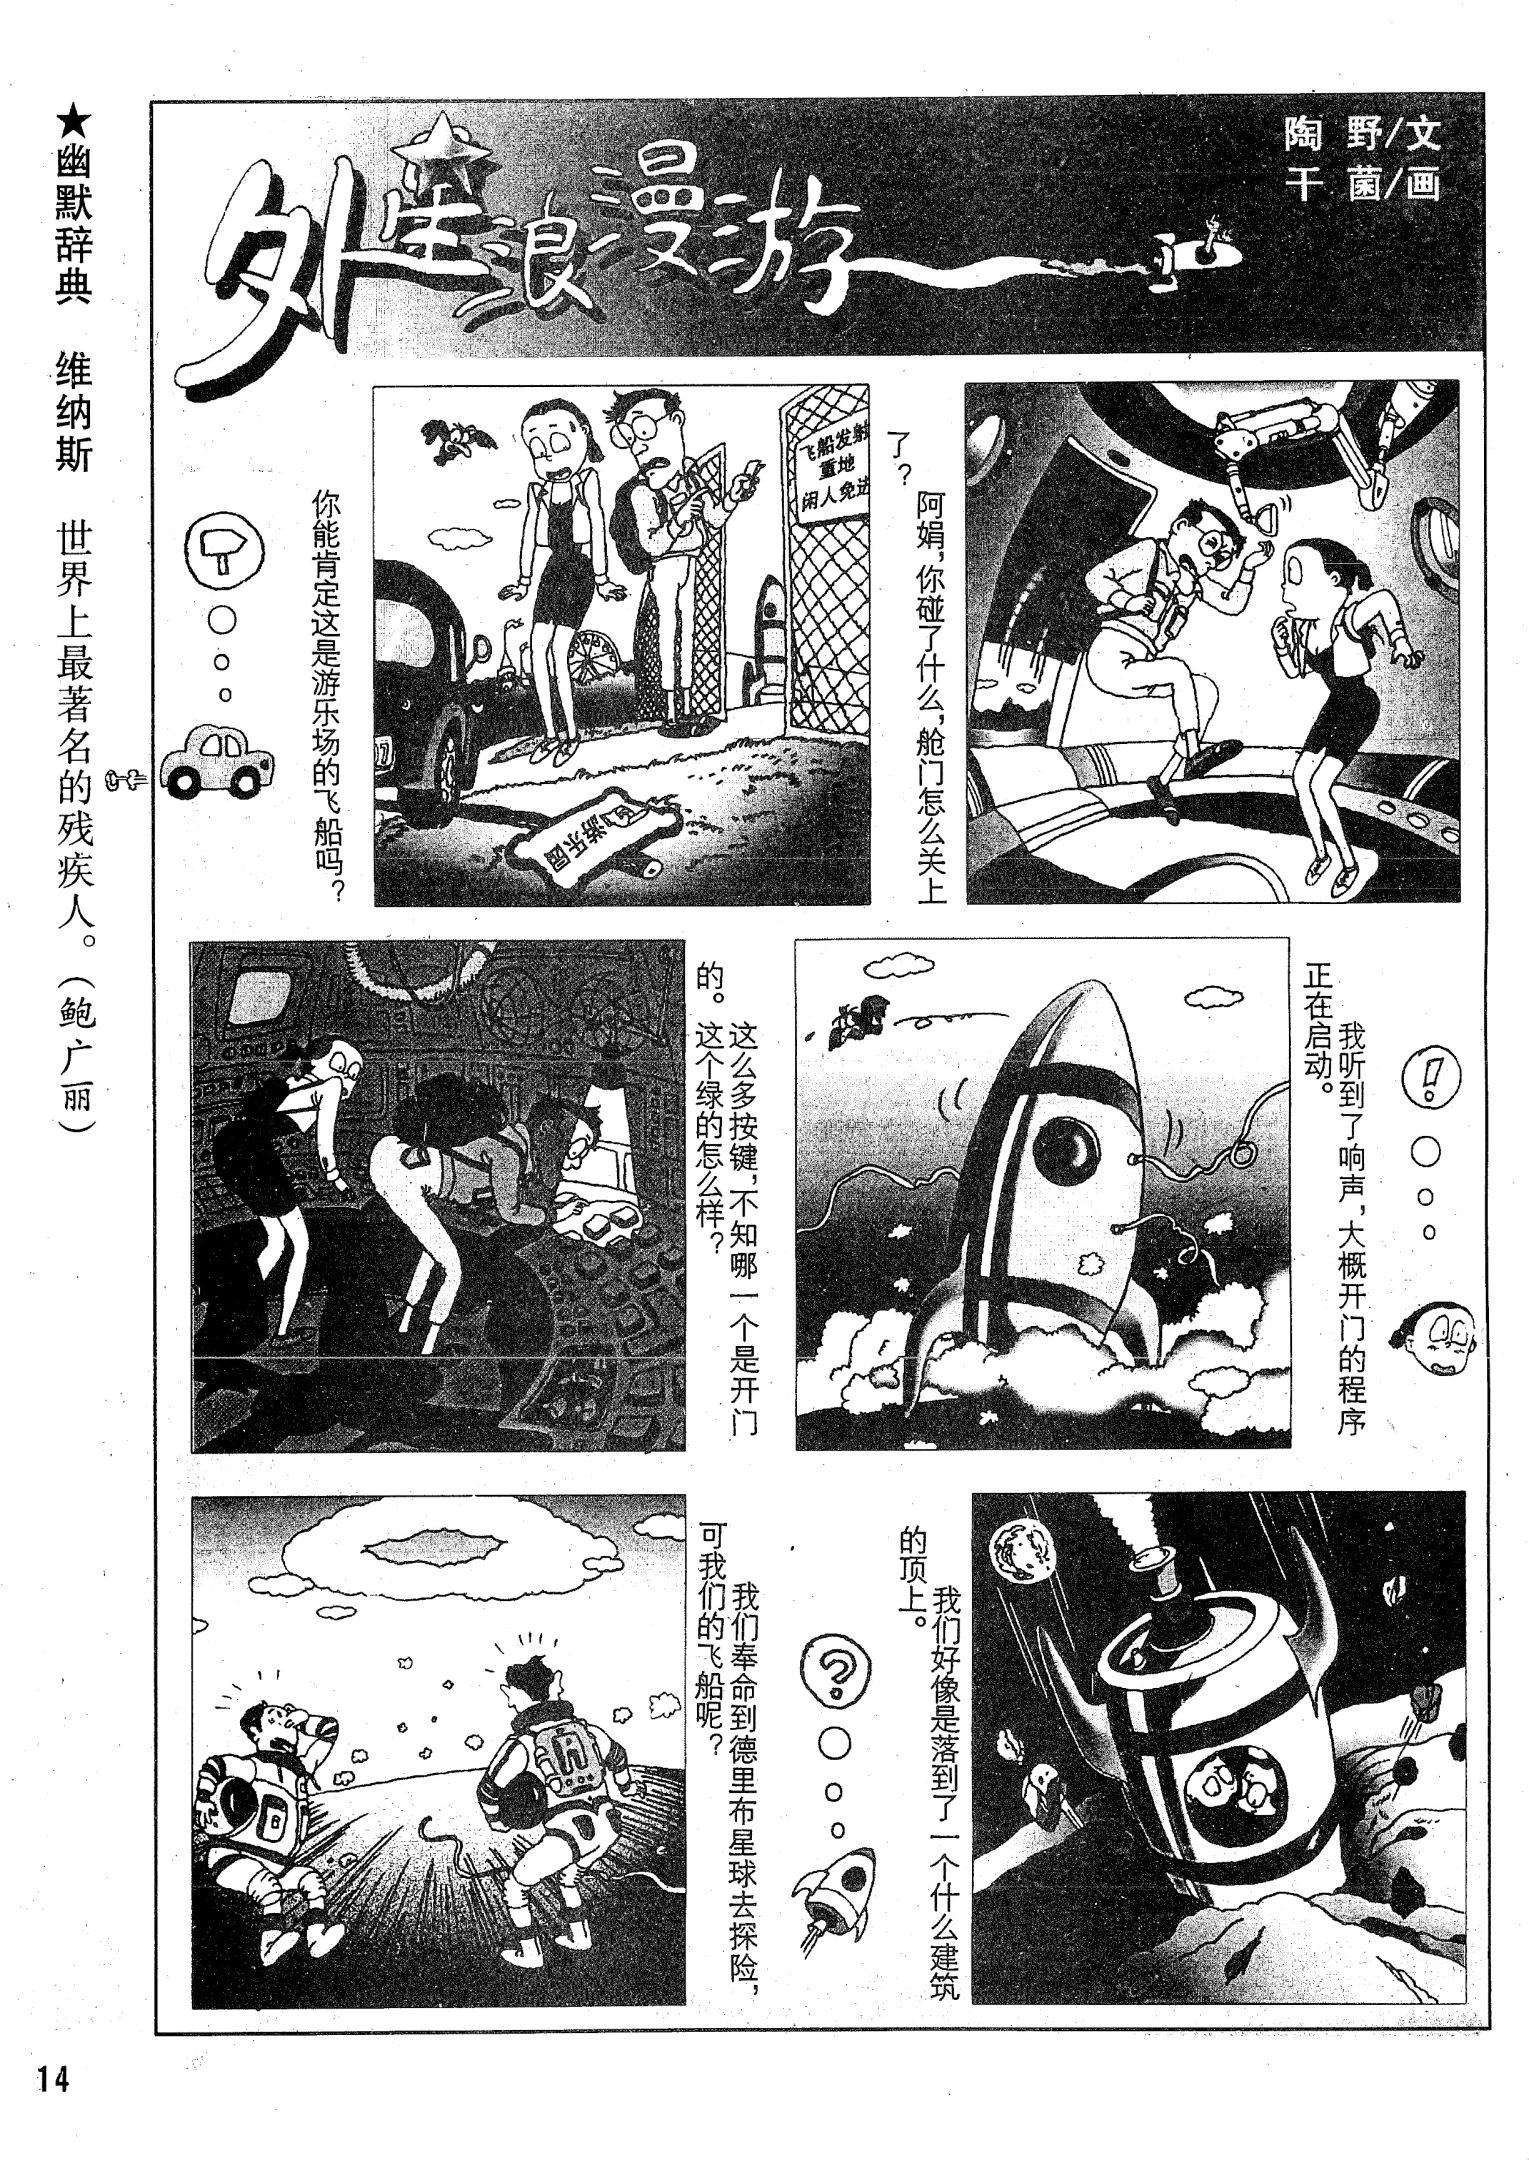 ★幽默辞典 维纳斯 世界上最著名的残疾人。（鲍广丽）
外星浪漫游
陶 野/文
干 菌/画
你能肯定这是游乐场的飞船吗？
飞船发射
重地
闲人免进
游乐园
07
阿娟，你碰了什么，舱门怎么关上
了？
这么多按键，不知哪一个是开门
的。这个绿的怎么样？
我听到了响声，大概开门的程序
正在启动。
！
我们奉命到德里布星球去探险，
可我们的飞船呢？
？
我们好像是落到了一个什么建筑
的顶上。
14